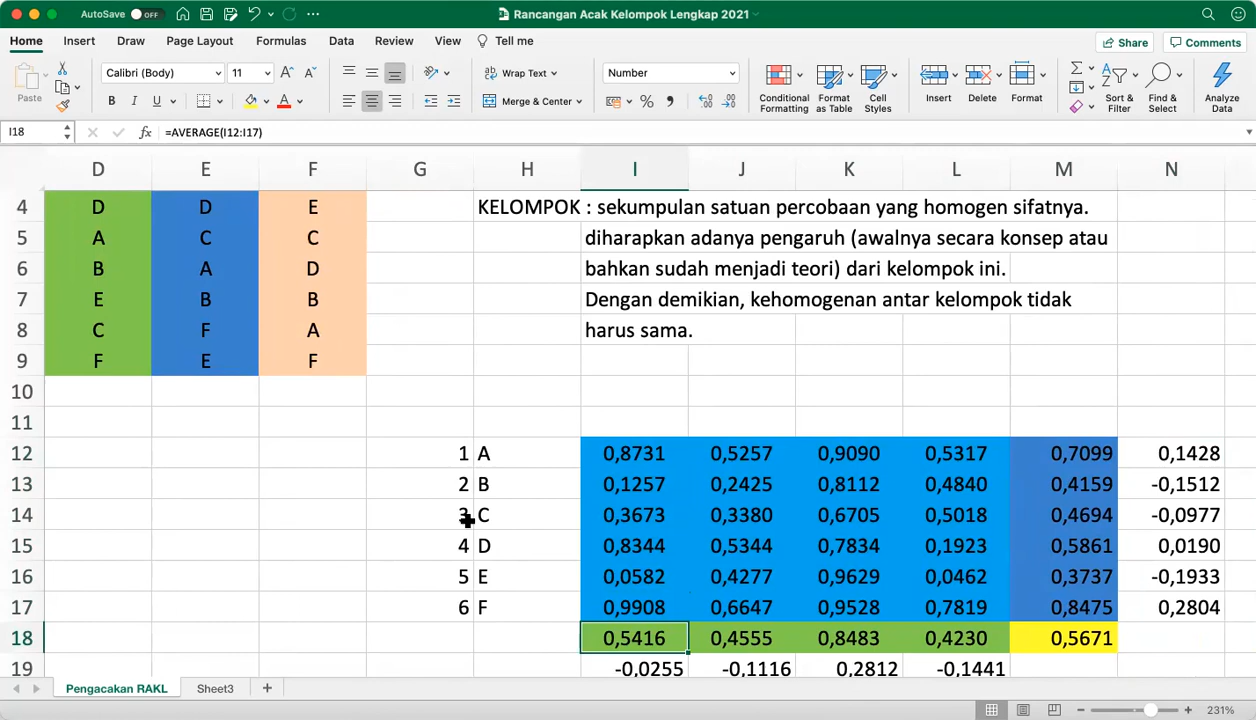 AutoSave OFF ... Rancangan Acak Kelompok Lengkap 2021
Home Insert Draw Page Layout Formulas Data Review View Tell me Share Comments
Paste Calibri (Body) 11 Wrap Text Number Conditional Formatting Format as Table Cell Styles Insert Delete Format Sort & Filter Find & Select Analyze Data
B I U A Merge & Center %
I18 fx =AVERAGE(I12:I17)
D E F G H I J K L M N
4 D D E KELOMPOK : sekumpulan satuan percobaan yang homogen sifatnya.
5 A C C diharapkan adanya pengaruh (awalnya secara konsep atau
6 B A D bahkan sudah menjadi teori) dari kelompok ini.
7 E B B Dengan demikian, kehomogenan antar kelompok tidak
8 C F A harus sama.
9 F E F
10
11
12 1 A 0,8731 0,5257 0,9090 0,5317 0,7099 0,1428
13 2 B 0,1257 0,2425 0,8112 0,4840 0,4159 -0,1512
14 3 C 0,3673 0,3380 0,6705 0,5018 0,4694 -0,0977
15 4 D 0,8344 0,5344 0,7834 0,1923 0,5861 0,0190
16 5 E 0,0582 0,4277 0,9629 0,0462 0,3737 -0,1933
17 6 F 0,9908 0,6647 0,9528 0,7819 0,8475 0,2804
18 0,5416 0,4555 0,8483 0,4230 0,5671
19 -0,0255 -0,1116 0,2812 -0,1441
Pengacakan RAKL Sheet3 +
231%